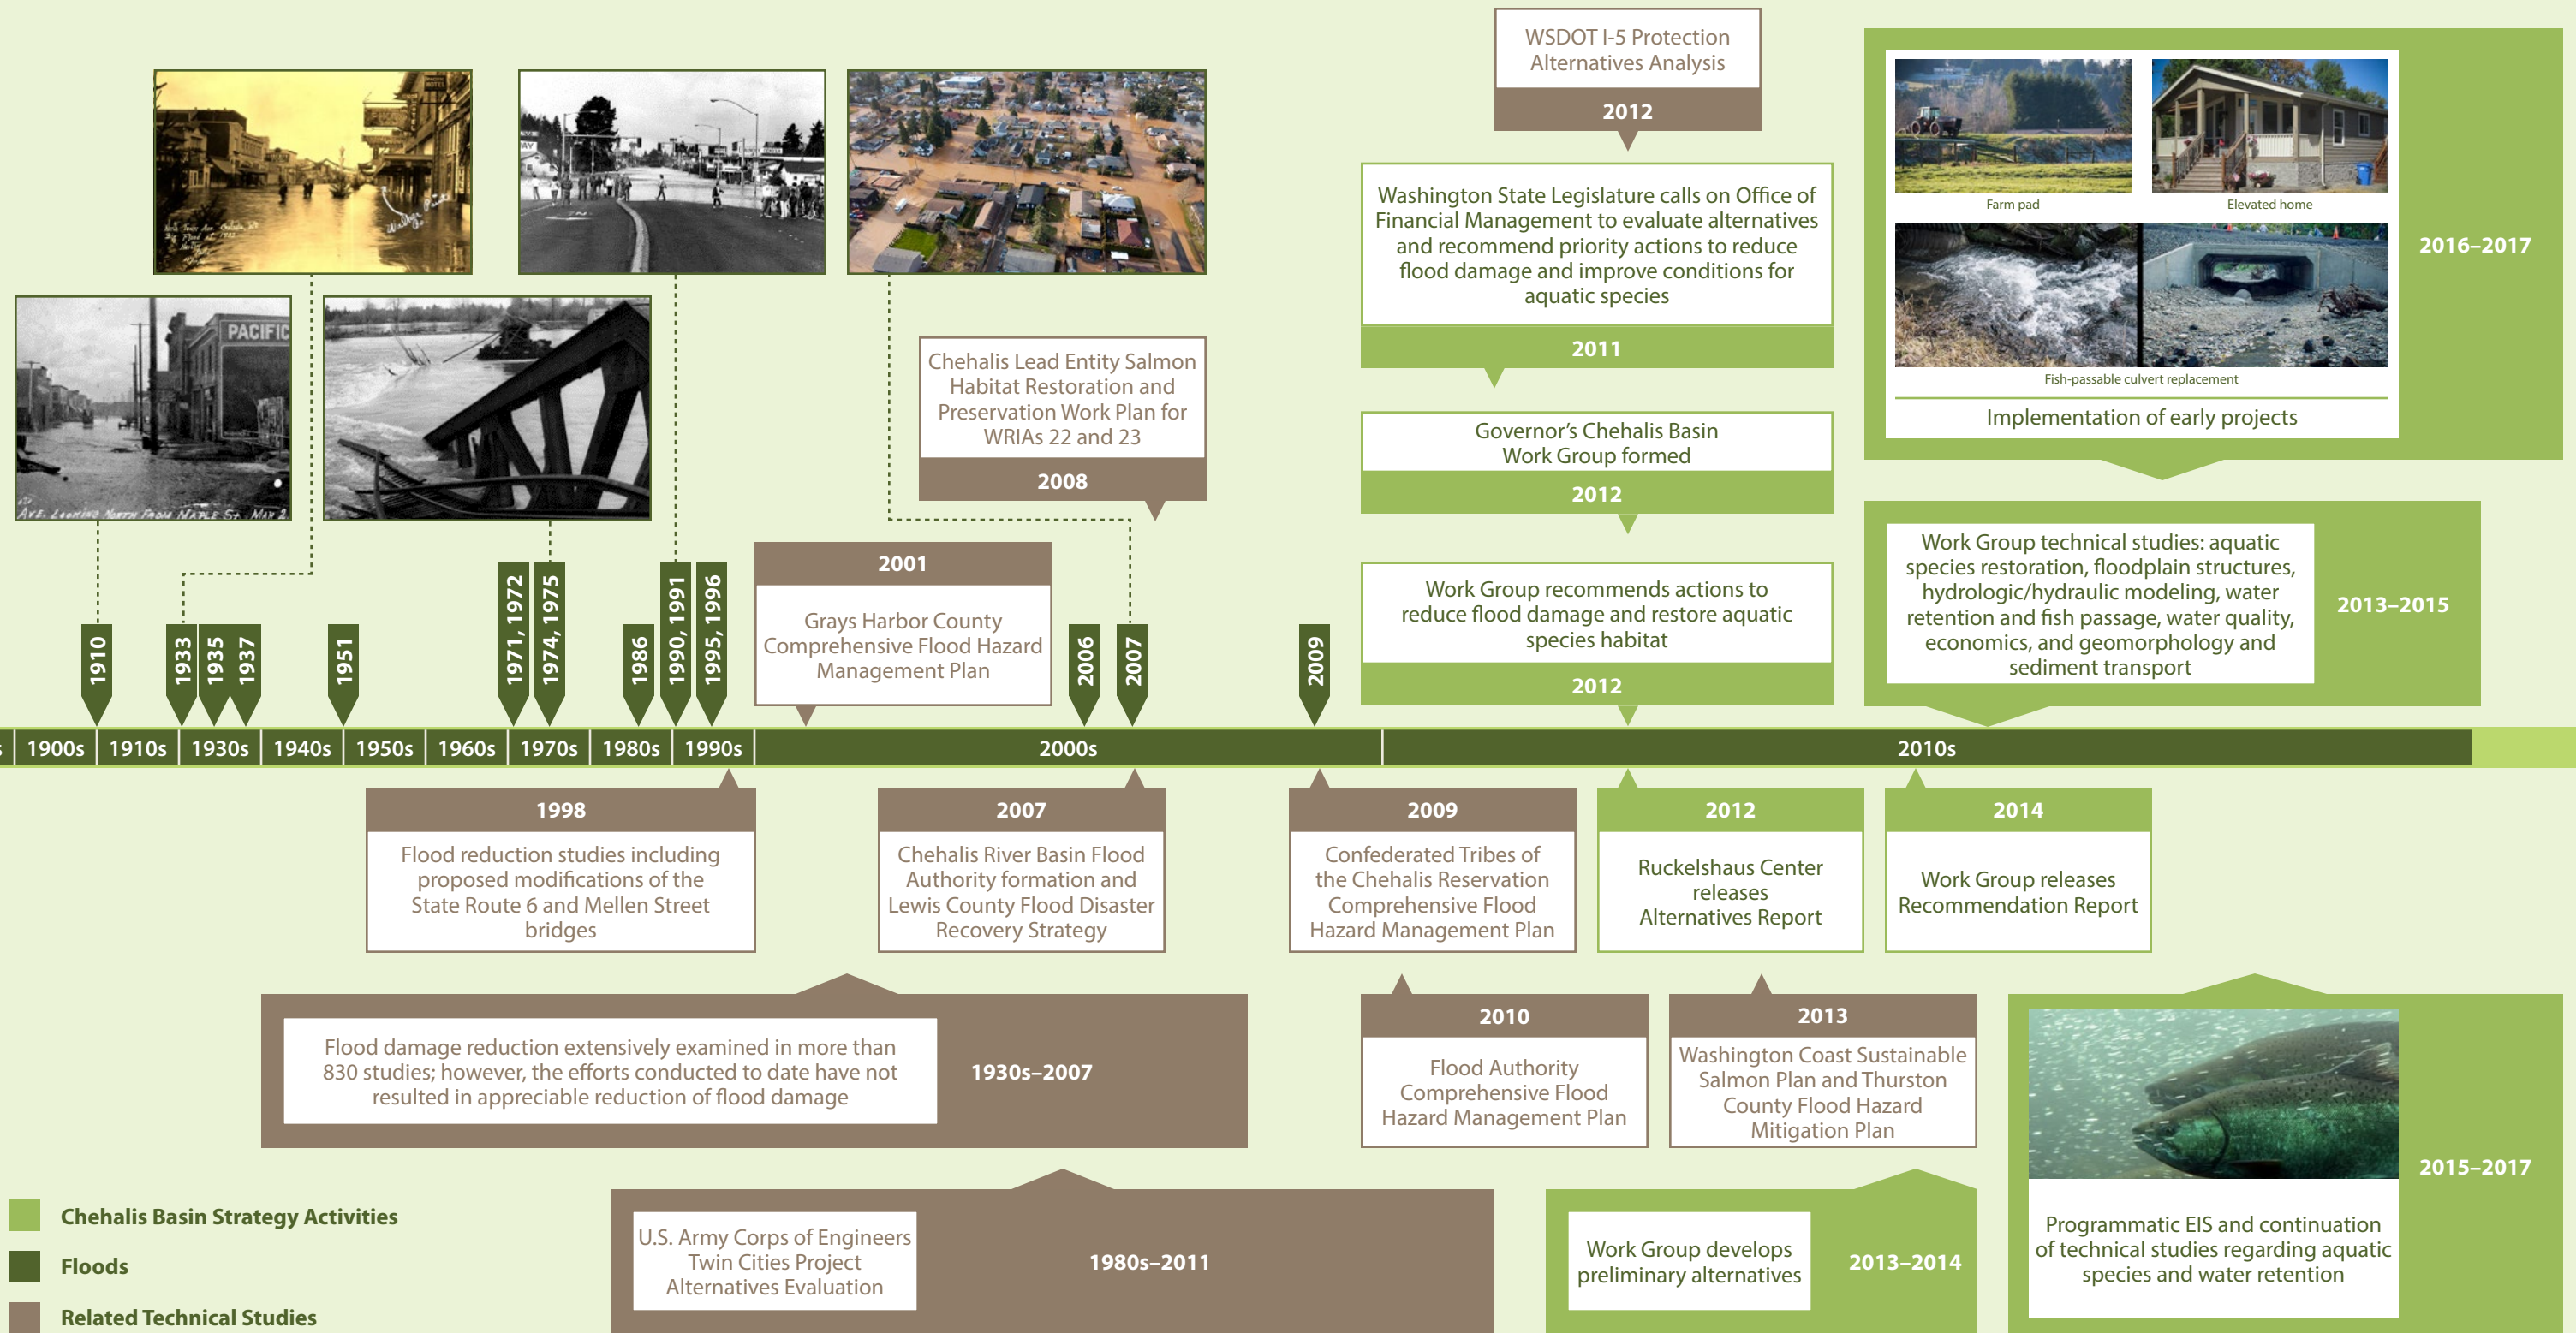 WSDOT I-5 Protection
Alternatives Analysis
2012
Washington State Legislature calls on Office of
Financial Management to evaluate alternatives
and recommend priority actions to reduce
flood damage and improve conditions for
aquatic species
2011
Governor's Chehalis Basin
Work Group formed
2012
Work Group recommends actions to
reduce flood damage and restore aquatic
species habitat
2012
Farm pad
Elevated home
Fish-passable culvert replacement
Implementation of early projects
2016–2017
Work Group technical studies: aquatic
species restoration, floodplain structures,
hydrologic/hydraulic modeling, water
retention and fish passage, water quality,
economics, and geomorphology and
sediment transport
2013–2015
PACIFIC
AVE. LOOKING NORTH FROM MAPLE ST. MAR 2
Chehalis Lead Entity Salmon
Habitat Restoration and
Preservation Work Plan for
WRIAs 22 and 23
2008
2001
Grays Harbor County
Comprehensive Flood Hazard
Management Plan
1910
1933
1935
1937
1951
1971, 1972
1974, 1975
1986
1990, 1991
1995, 1996
2006
2007
2009
s
1900s
1910s
1930s
1940s
1950s
1960s
1970s
1980s
1990s
2000s
2010s
1998
Flood reduction studies including
proposed modifications of the
State Route 6 and Mellen Street
bridges
2007
Chehalis River Basin Flood
Authority formation and
Lewis County Flood Disaster
Recovery Strategy
2009
Confederated Tribes of
the Chehalis Reservation
Comprehensive Flood
Hazard Management Plan
2012
Ruckelshaus Center
releases
Alternatives Report
2014
Work Group releases
Recommendation Report
Flood damage reduction extensively examined in more than
830 studies; however, the efforts conducted to date have not
resulted in appreciable reduction of flood damage
1930s–2007
2010
Flood Authority
Comprehensive Flood
Hazard Management Plan
2013
Washington Coast Sustainable
Salmon Plan and Thurston
County Flood Hazard
Mitigation Plan
U.S. Army Corps of Engineers
Twin Cities Project
Alternatives Evaluation
1980s–2011
Work Group develops
preliminary alternatives
2013–2014
Programmatic EIS and continuation
of technical studies regarding aquatic
species and water retention
2015–2017
Chehalis Basin Strategy Activities
Floods
Related Technical Studies